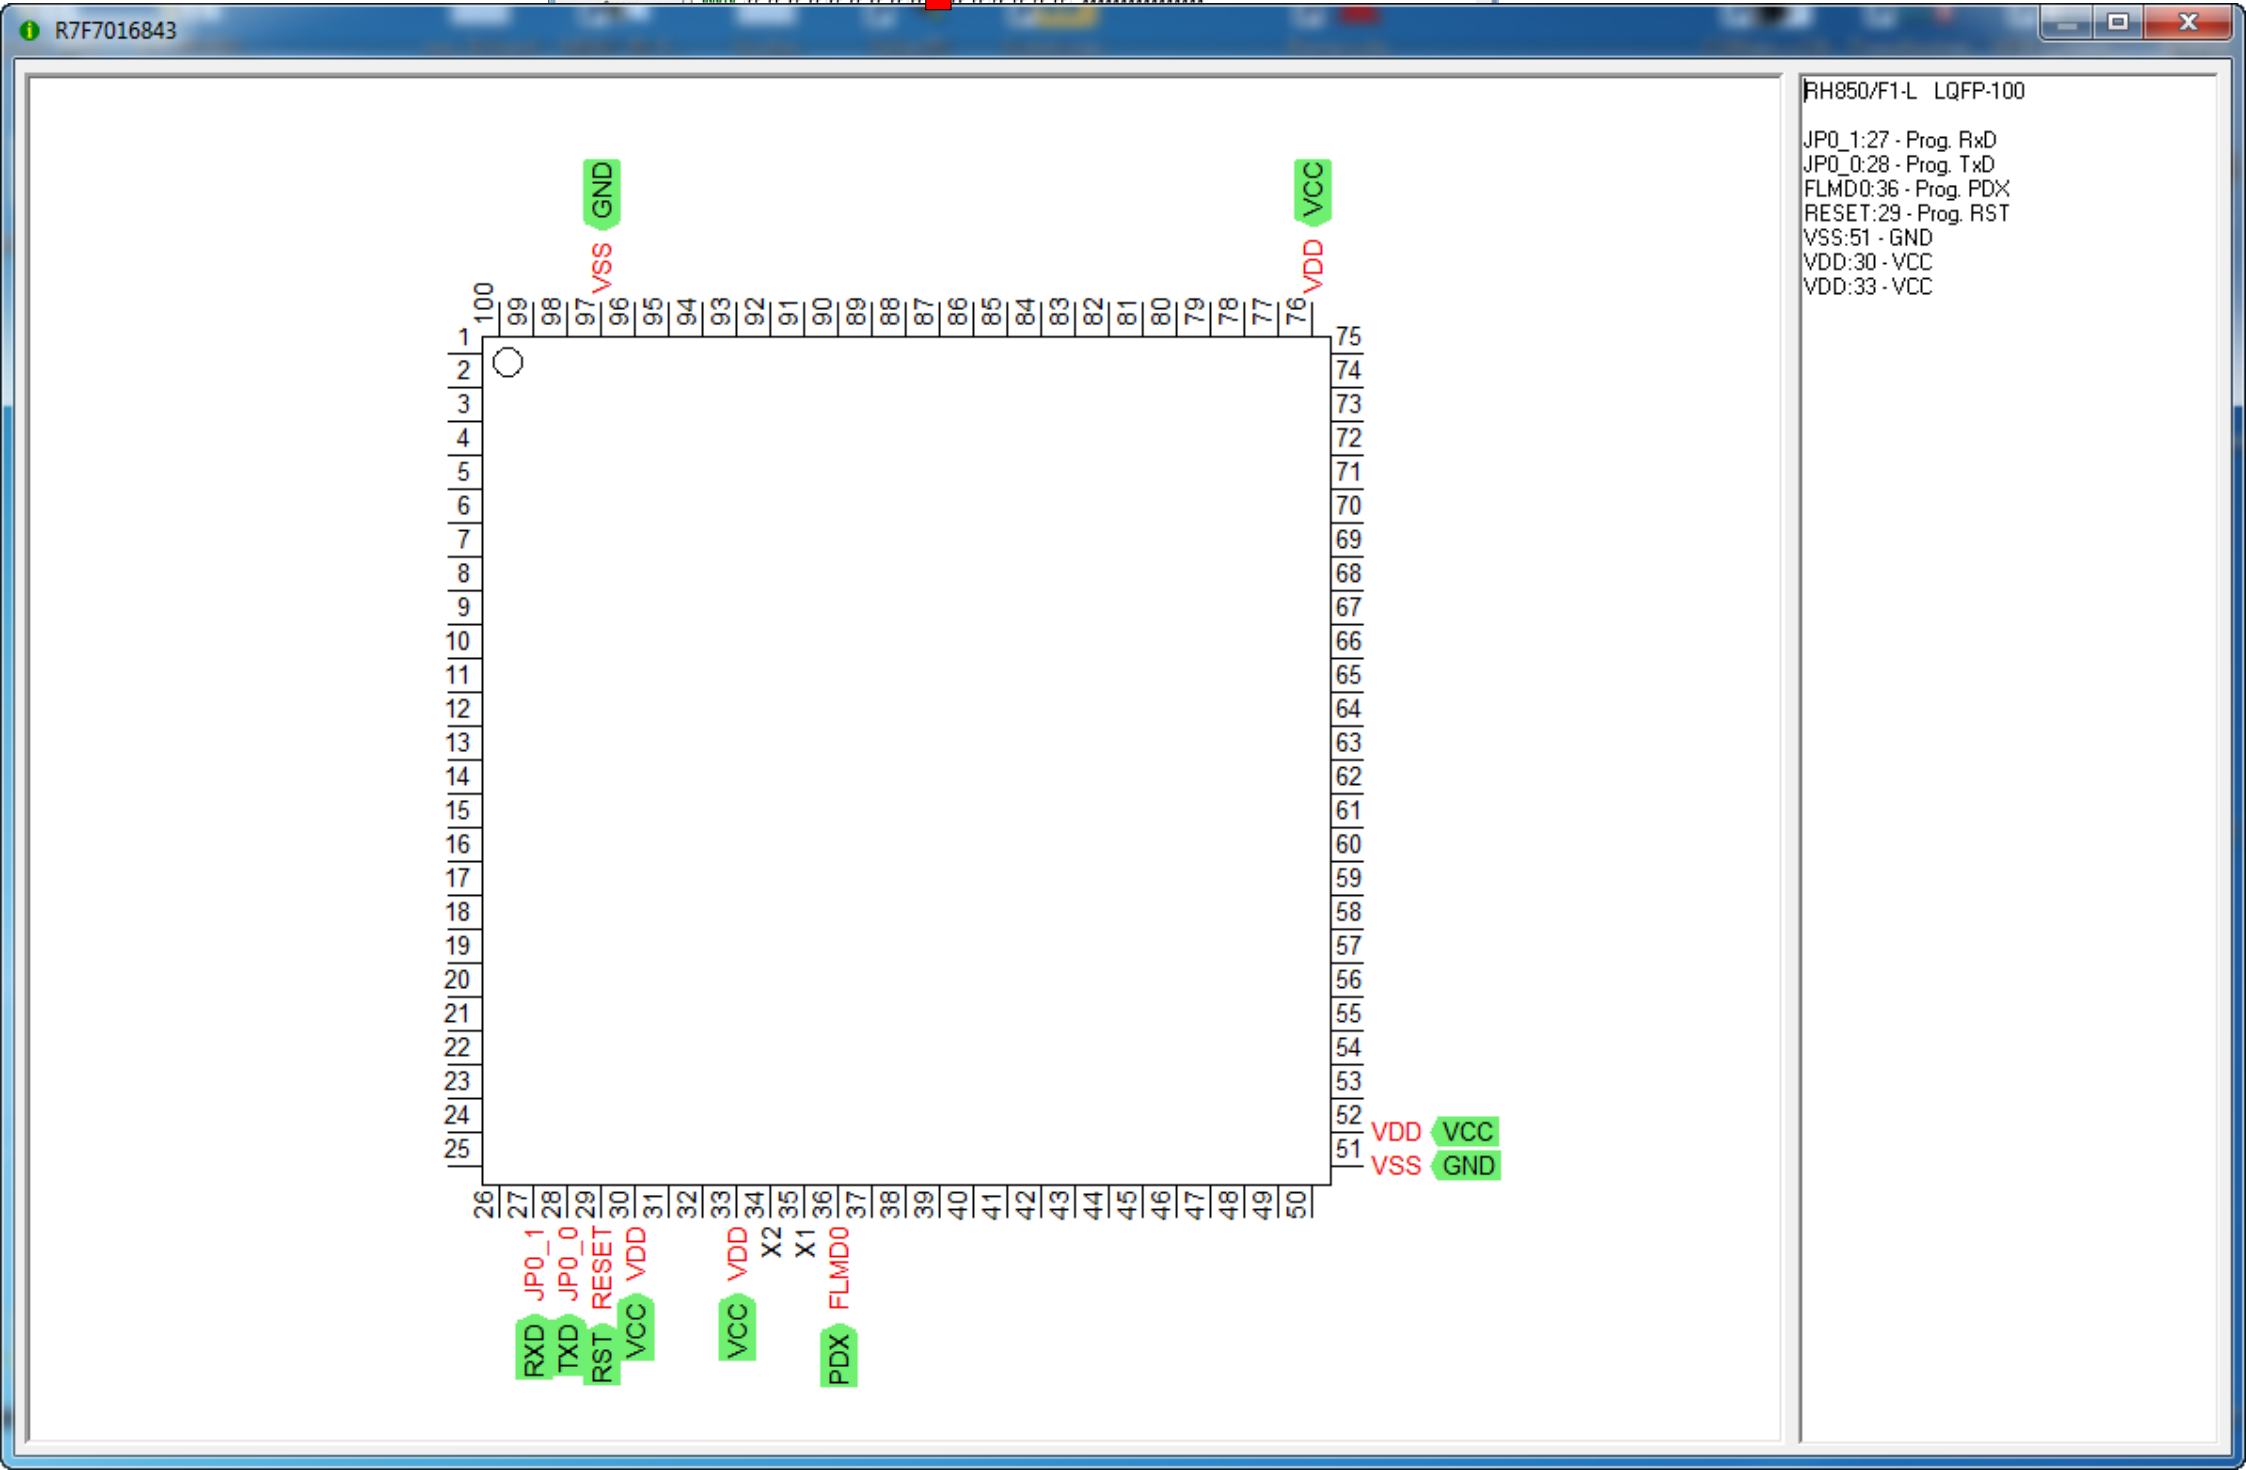 R7F7016843
GND
VCC
VSS
VDD
100 99 98 97 96 95 94 93 92 91 90 89 88 87 86 85 84 83 82 81 80 79 78 77 76
1
2
3
4
5
6
7
8
9
10
11
12
13
14
15
16
17
18
19
20
21
22
23
24
25
75
74
73
72
71
70
69
68
67
66
65
64
63
62
61
60
59
58
57
56
55
54
53
52
51
VDD VCC
VSS GND
26 27 28 29 30 31 32 33 34 35 36 37 38 39 40 41 42 43 44 45 46 47 48 49 50
JP0_1 JP0_0 RESET VDD VDD X2 X1 FLMD0
RXD TXD RST VCC VCC PDX
RH850/F1-L LQFP-100
JP0_1:27 - Prog. RxD
JP0_0:28 - Prog. TxD
FLMD0:36 - Prog. PDX
RESET:29 - Prog. RST
VSS:51 - GND
VDD:30 - VCC
VDD:33 - VCC